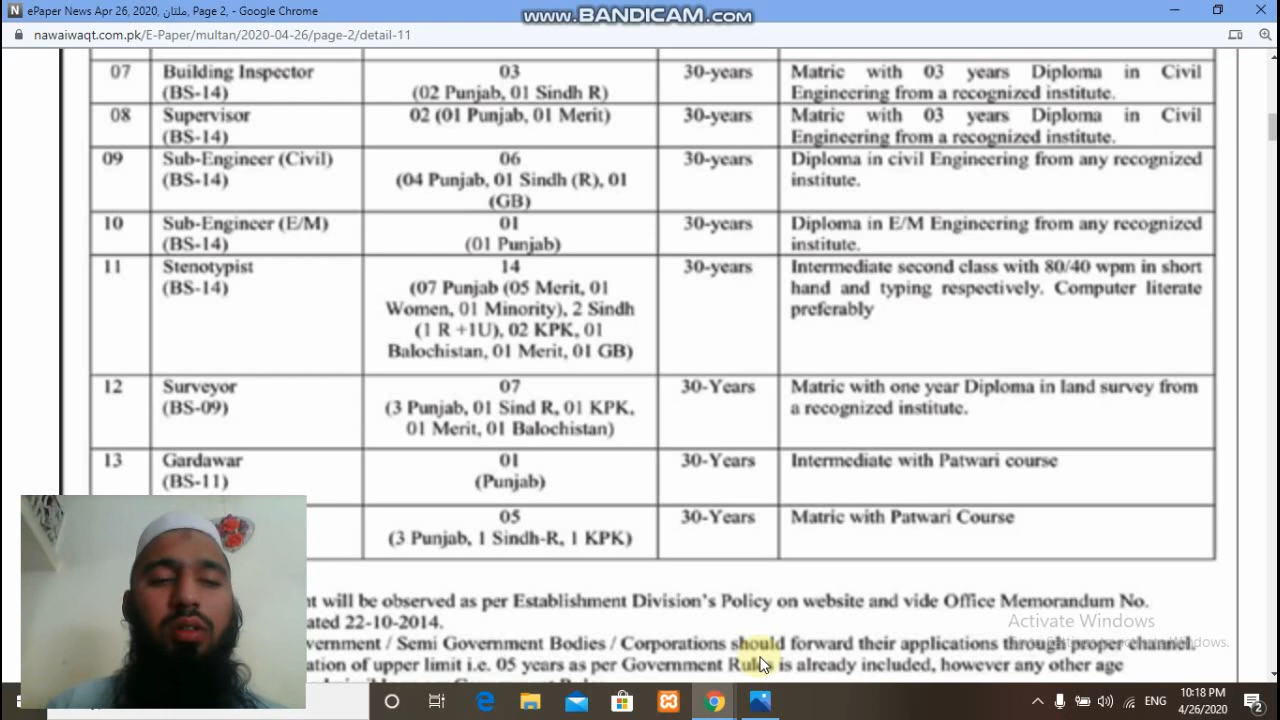 ePaper News Apr 26, 2020, ملتان, Page 2, - Google Chrome
www.BANDICAM.com
nawaiwaqt.com.pk/E-Paper/multan/2020-04-26/page-2/detail-11
07 Building Inspector 03 30-years Matric with 03 years Diploma in Civil
(BS-14) (02 Punjab, 01 Sindh R) Engineering from a recognized institute.
08 Supervisor 02 (01 Punjab, 01 Merit) 30-years Matric with 03 years Diploma in Civil
(BS-14) Engineering from a recognized institute.
09 Sub-Engineer (Civil) 06 30-years Diploma in civil Engineering from any recognized
(BS-14) (04 Punjab, 01 Sindh (R), 01 institute.
(GB)
10 Sub-Engineer (E/M) 01 30-years Diploma in E/M Engineering from any recognized
(BS-14) (01 Punjab) institute.
11 Stenotypist 14 30-years Intermediate second class with 80/40 wpm in short
(BS-14) (07 Punjab (05 Merit, 01 hand and typing respectively. Computer literate
Women, 01 Minority), 2 Sindh preferably
(1 R +1U), 02 KPK, 01
Balochistan, 01 Merit, 01 GB)
12 Surveyor 07 30-Years Matric with one year Diploma in land survey from
(BS-09) (3 Punjab, 01 Sind R, 01 KPK, a recognized institute.
01 Merit, 01 Balochistan)
13 Gardawar 01 30-Years Intermediate with Patwari course
(BS-11) (Punjab)
05 30-Years Matric with Patwari Course
(3 Punjab, 1 Sindh-R, 1 KPK)
will be observed as per Establishment Division's Policy on website and vide Office Memorandum No.
Activate Windows
22-10-2014.
/ Semi Government Bodies / Corporations should forward their applications through proper channel.
of upper limit i.e. 05 years as per Government Rules is already included, however any other age
ENG
10:18 PM
4/26/2020
2